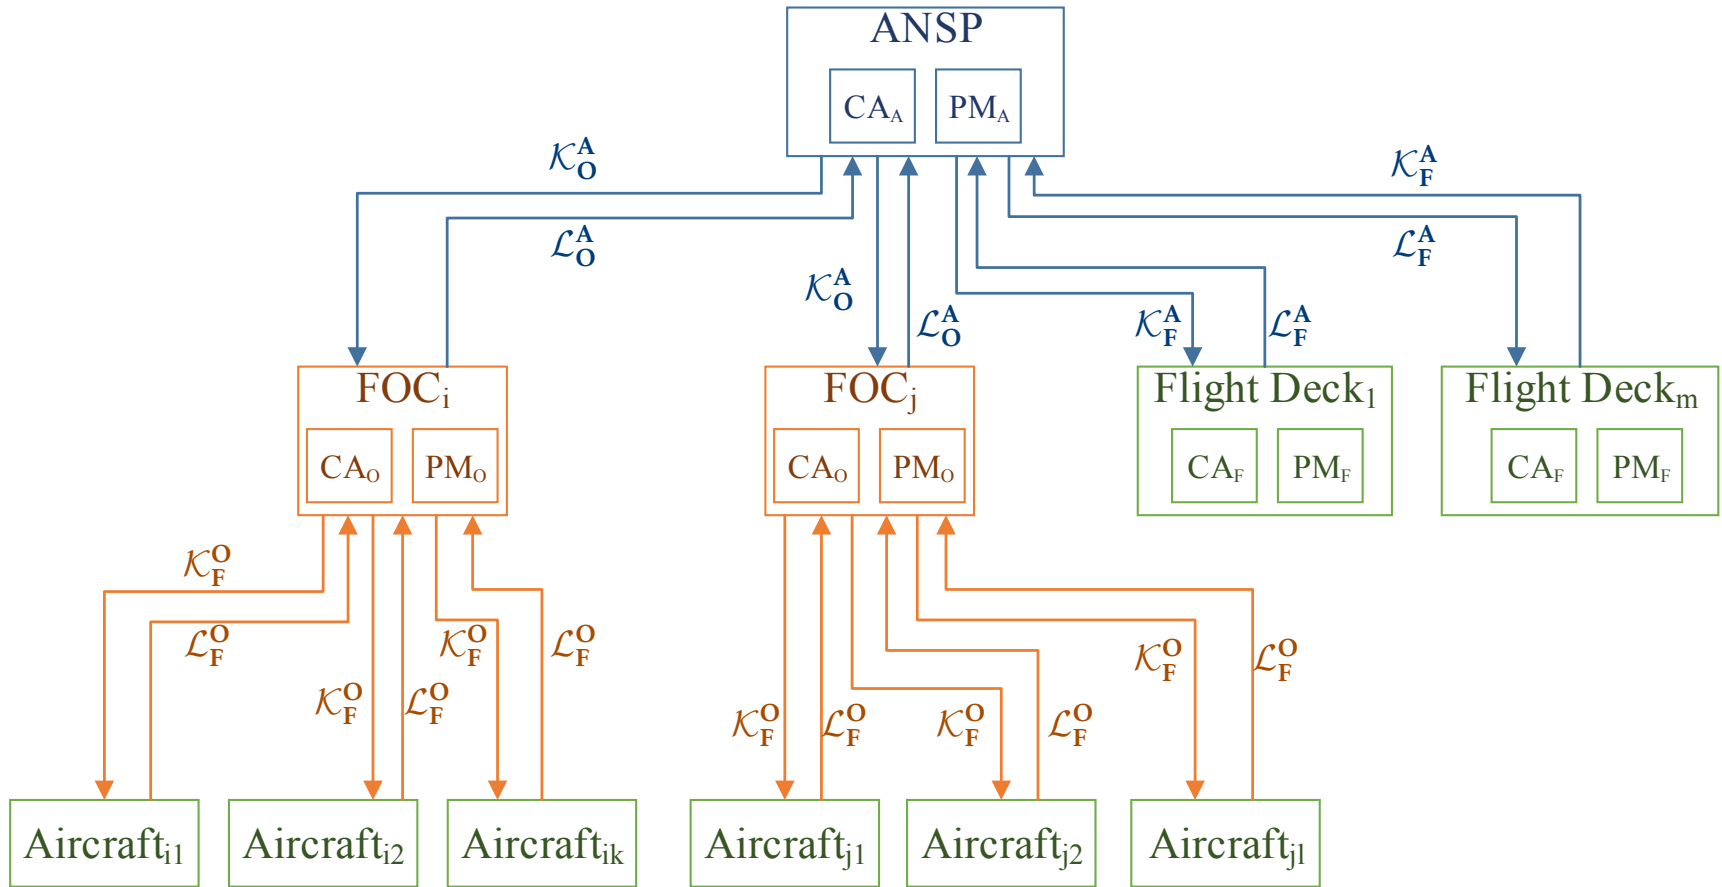 ANSP
CA_A PM_A
𝒦_O^A
𝒦_F^A
ℒ_O^A
ℒ_F^A
𝒦_O^A
ℒ_O^A
𝒦_F^A
ℒ_F^A
FOC_i
FOC_j
Flight Deck_1
Flight Deck_m
CA_O PM_O
CA_O PM_O
CA_F PM_F
CA_F PM_F
𝒦_F^O
ℒ_F^O
𝒦_F^O
ℒ_F^O
𝒦_F^O
ℒ_F^O
𝒦_F^O
ℒ_F^O
𝒦_F^O
ℒ_F^O
𝒦_F^O
ℒ_F^O
Aircraft_i1
Aircraft_i2
Aircraft_ik
Aircraft_j1
Aircraft_j2
Aircraft_jl